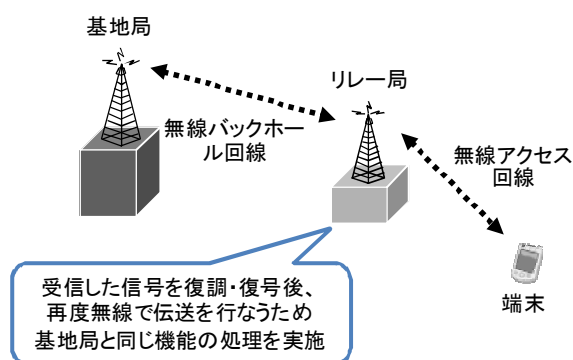 基地局
リレー局
無線バックホー
ル回線
無線アクセス
回線
端末
受信した信号を復調・復号後、
再度無線で伝送を行なうため
基地局と同じ機能の処理を実施